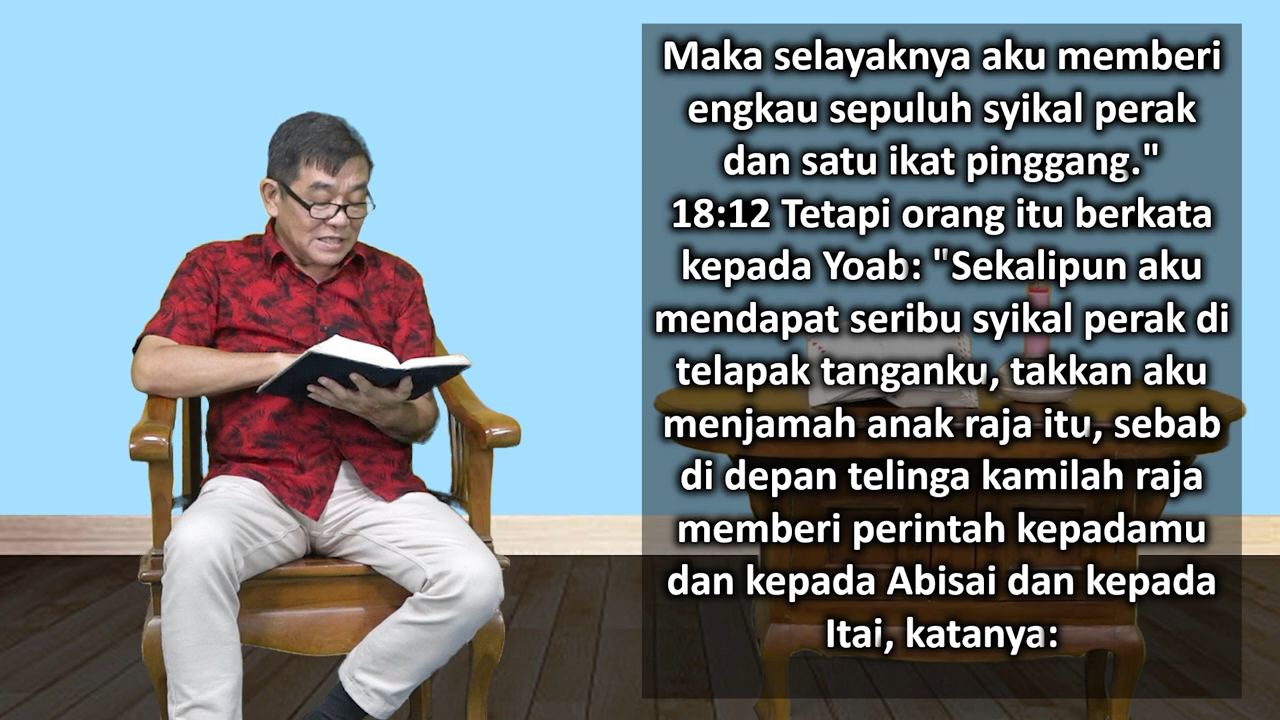 Maka selayaknya aku memberi
engkau sepuluh syikal perak
dan satu ikat pinggang."
18:12 Tetapi orang itu berkata
kepada Yoab: "Sekalipun aku
mendapat seribu syikal perak di
telapak tanganku, takkan aku
menjamah anak raja itu, sebab
di depan telinga kamilah raja
memberi perintah kepadamu
dan kepada Abisai dan kepada
Itai, katanya: